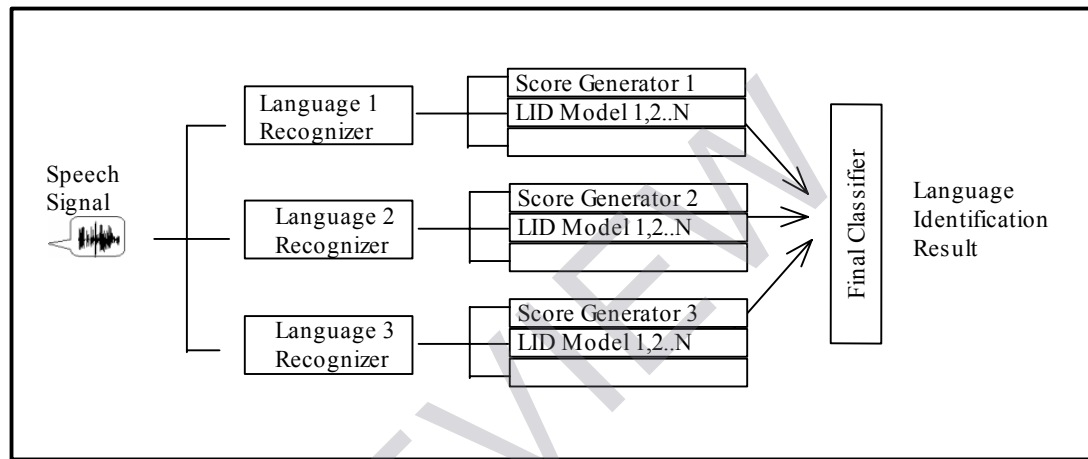 Speech
Signal
Language 1
Recognizer
Score Generator 1
LID Model 1,2..N
Language 2
Recognizer
Score Generator 2
LID Model 1,2..N
Language 3
Recognizer
Score Generator 3
LID Model 1,2..N
Final Classifier
Language
Identification
Result
VIEW